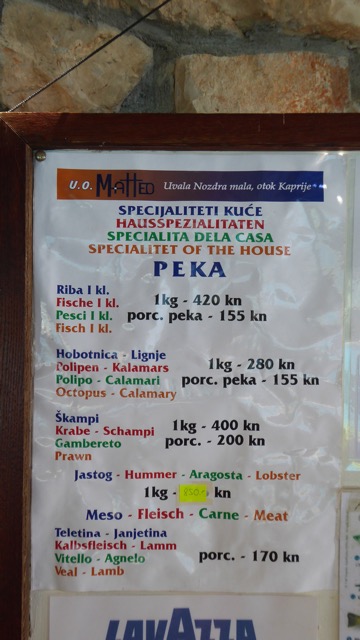 U.O. MATTED Uvala Nozdra mala, otok Kaprije
SPECIJALITETI KUĆE
HAUSSPEZIALITATEN
SPECIALITA DELA CASA
SPECIALITET OF THE HOUSE
PEKA
Riba I kl.
Fische I kl.
Pesci I kl.
Fisch I kl.
1kg - 420 kn
porc. peka - 155 kn
Hobotnica - Lignje
Polipen - Kalamars
Polipo - Calamari
Octopus - Calamary
1kg - 280 kn
porc. peka - 155 kn
Škampi
Krabe - Schampi
Gambereto
Prawn
1kg - 400 kn
porc. - 200 kn
Jastog - Hummer - Aragosta - Lobster
1kg - kn
Meso - Fleisch - Carne - Meat
Teletina - Janjetina
Kalbsfleisch - Lamm
Vitello - Agnelo
Veal - Lamb
porc. - 170 kn
LAVAZZA